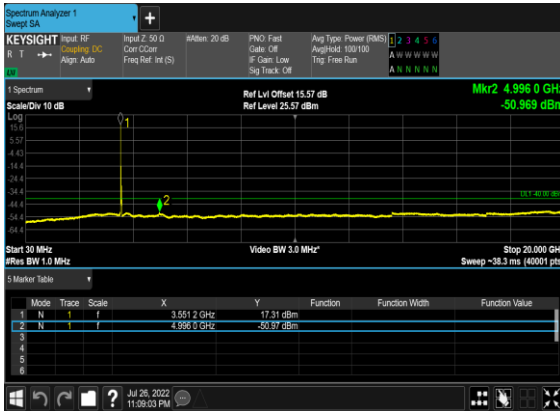 Spectrum Analyzer 1
Swept SA
+
KEYSIGHT Input: RF Input Z: 50 Ω #Atten: 20 dB PNO: Fast Avg Type: Power (RMS) 1 2 3 4 5 6
R T Coupling: DC Corr CCorr Gate: Off Avg|Hold: 100/100 A W W W W W
Align: Auto Freq Ref: Int (S) IF Gain: Low Trig: Free Run
Sig Track: Off A N N N N N
1 Spectrum Ref Lvl Offset 15.57 dB Mkr2 4.996 0 GHz
Scale/Div 10 dB Ref Level 25.57 dBm -50.969 dBm
Log
15.6
5.57
-4.43
-14.4
-24.4
-34.4
-44.4
-54.4
-64.4
1
2
DL1 -40.00 dBm
Start 30 MHz Video BW 3.0 MHz* Stop 20.000 GHz
#Res BW 1.0 MHz Sweep ~38.3 ms (40001 pts)
5 Marker Table
Mode Trace Scale X Y Function Function Width Function Value
1 N 1 f 3.551 2 GHz 17.31 dBm
2 N 1 f 4.996 0 GHz -50.97 dBm
3
4
5
6
? Jul 26, 2022
11:09:03 PM